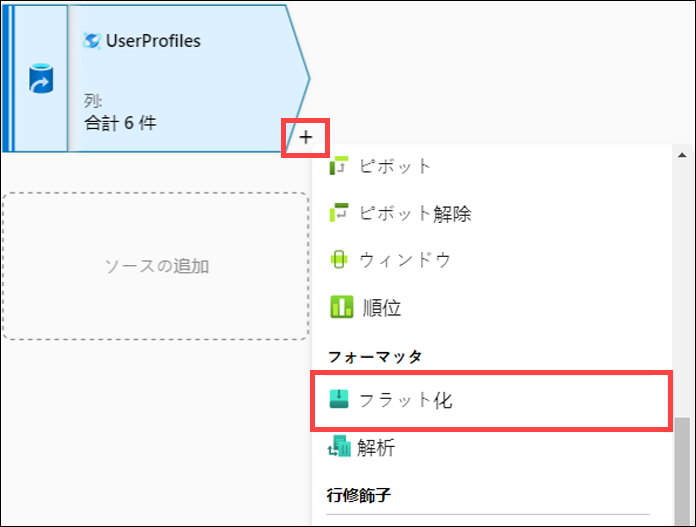 UserProfiles
列:
合計 6 件
+
ソースの追加
ピボット
ピボット解除
ウィンドウ
順位
フォーマッタ
フラット化
解析
行修飾子